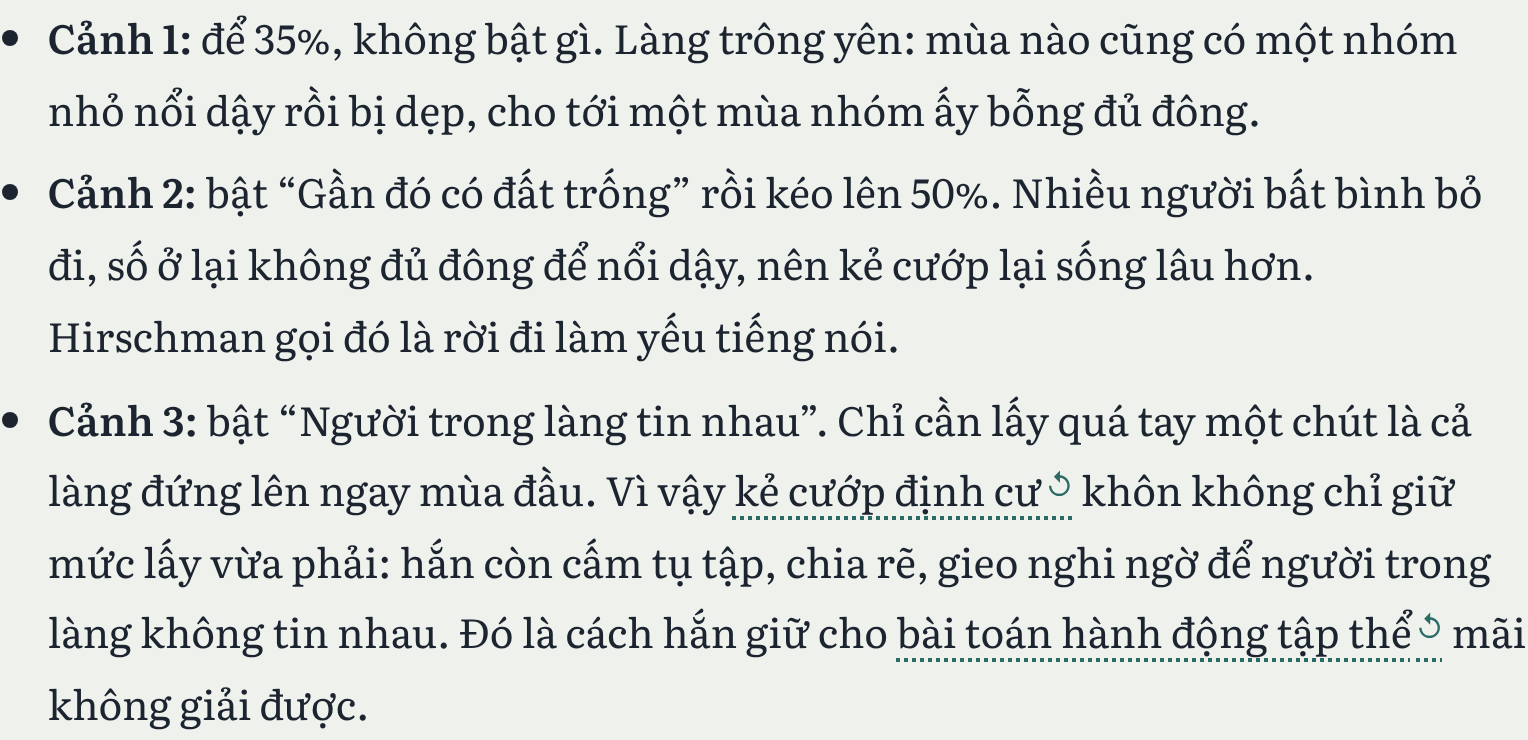 • Cảnh 1: để 35%, không bật gì. Làng trông yên: mùa nào cũng có một nhóm
nhỏ nổi dậy rồi bị dẹp, cho tới một mùa nhóm ấy bỗng đủ đông.
• Cảnh 2: bật “Gần đó có đất trống” rồi kéo lên 50%. Nhiều người bất bình bỏ
đi, số ở lại không đủ đông để nổi dậy, nên kẻ cướp lại sống lâu hơn.
Hirschman gọi đó là rời đi làm yếu tiếng nói.
• Cảnh 3: bật “Người trong làng tin nhau”. Chỉ cần lấy quá tay một chút là cả
làng đứng lên ngay mùa đầu. Vì vậy kẻ cướp định cư khôn không chỉ giữ
mức lấy vừa phải: hắn còn cấm tụ tập, chia rẽ, gieo nghi ngờ để người trong
làng không tin nhau. Đó là cách hắn giữ cho bài toán hành động tập thể mãi
không giải được.